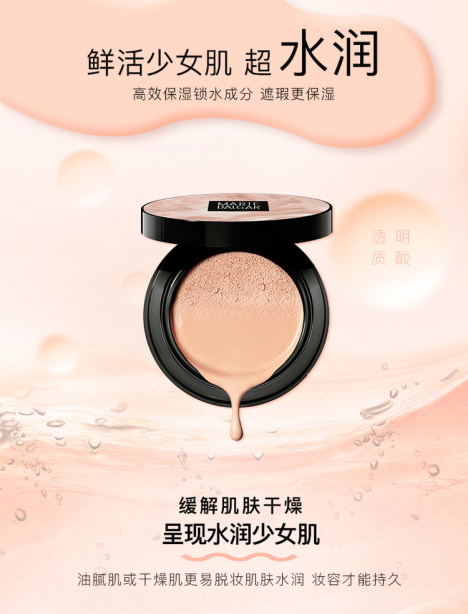 鲜活少女肌 超水润
高效保湿锁水成分 遮瑕更保湿
MARIE
DALGAR
透明
质酸
缓解肌肤干燥
呈现水润少女肌
油腻肌或干燥肌更易脱妆肌肤水润 妆容才能持久